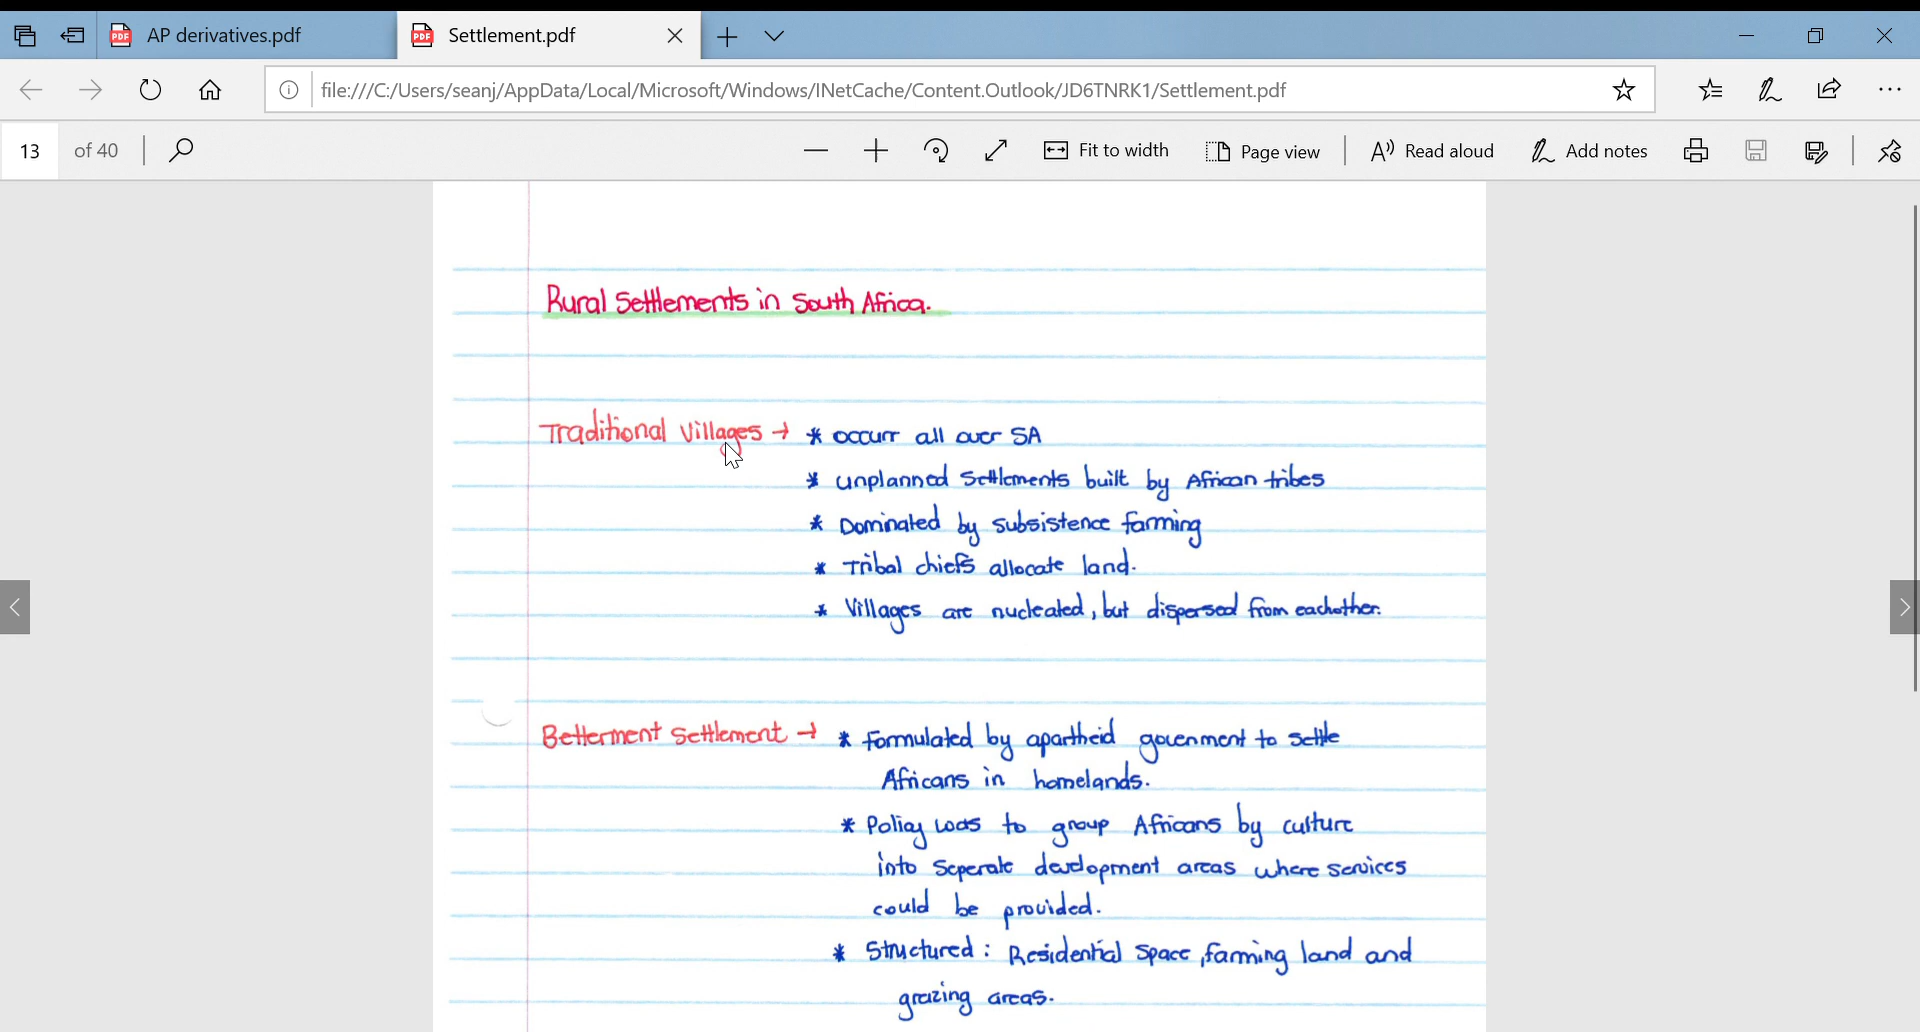 AP derivatives.pdf
Settlement.pdf
file:///C:/Users/seanj/AppData/Local/Microsoft/Windows/INetCache/Content.Outlook/JD6TNRK1/Settlement.pdf
13 of 40
Fit to width
Page view
Read aloud
Add notes
Rural Settlements in South Africa.
Traditional Villages → * occurr all over SA
* unplanned Settlements built by African tribes
* Dominated by subsistence farming
* Tribal chiefs allocate land.
* Villages are nucleated, but dispersed from eachother.
Betterment Settlement → * Formulated by apartheid government to settle
Africans in homelands.
* Policy was to group Africans by culture
into Seperate development areas where services
could be provided.
* Structured : Residential Space, farming land and
grazing areas.